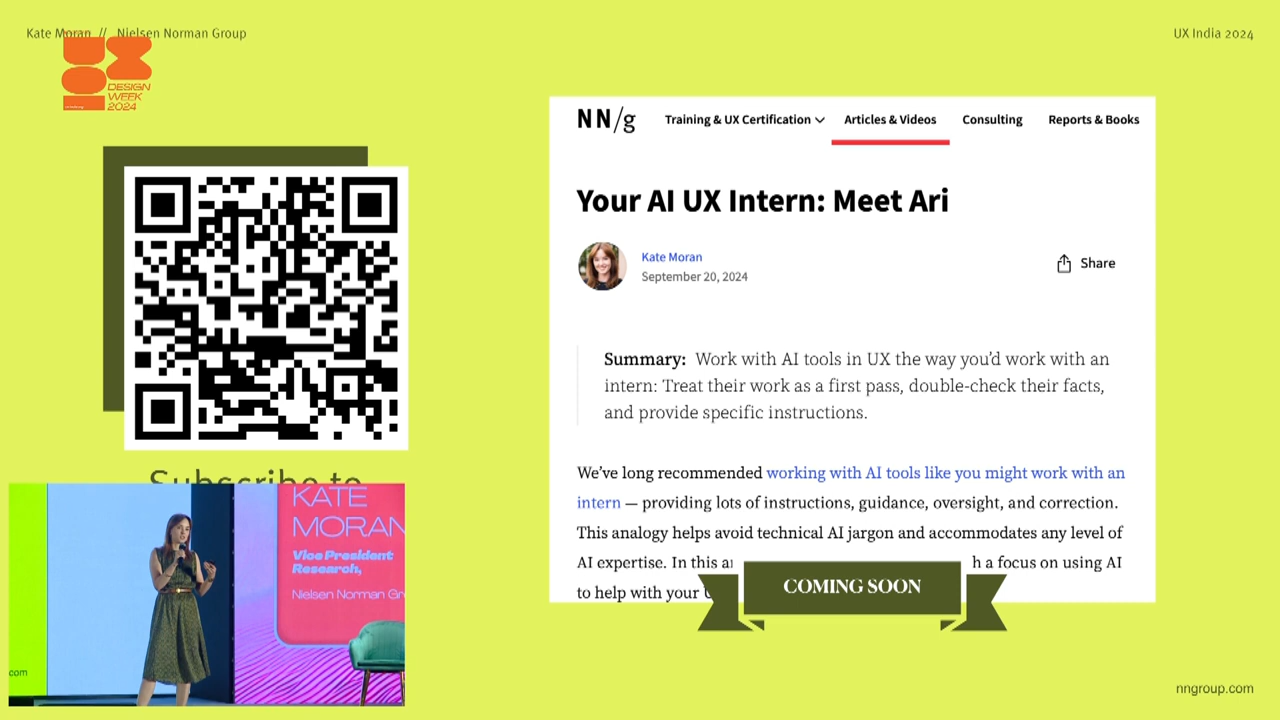 Kate Moran // Nielsen Norman Group
UX India 2024
UX
DESIGN
WEEK
2024
NN/g
Training & UX Certification
Articles & Videos
Consulting
Reports & Books
Your AI UX Intern: Meet Ari
Kate Moran
September 20, 2024
Share
Summary: Work with AI tools in UX the way you’d work with an
intern: Treat their work as a first pass, double-check their facts,
and provide specific instructions.
We’ve long recommended working with AI tools like you might work with an
intern — providing lots of instructions, guidance, oversight, and correction.
This analogy helps avoid technical AI jargon and accommodates any level of
AI expertise. In this ar h a focus on using AI
to help with your
COMING SOON
Subscribe to
KATE
MORAN
Vice President
Research,
Nielsen Norman Gr
com
nngroup.com